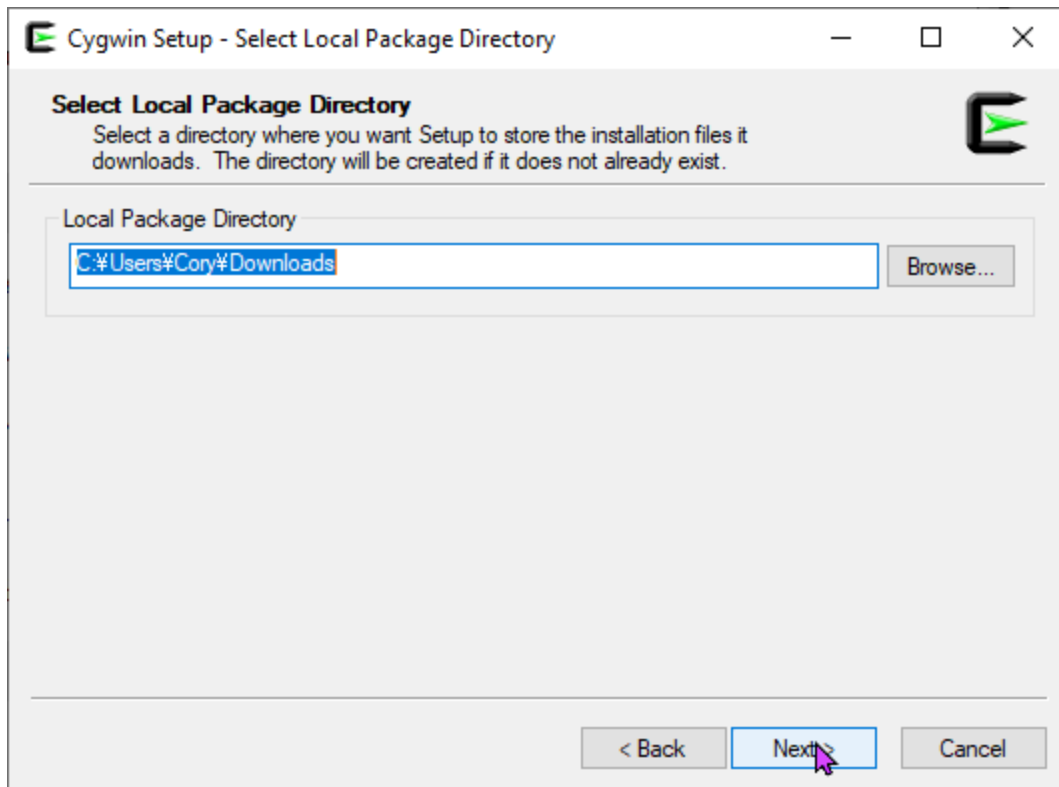 Cygwin Setup - Select Local Package Directory
Select Local Package Directory
Select a directory where you want Setup to store the installation files it
downloads.  The directory will be created if it does not already exist.
Local Package Directory
C:¥Users¥Cory¥Downloads
Browse...
< Back
Next >
Cancel